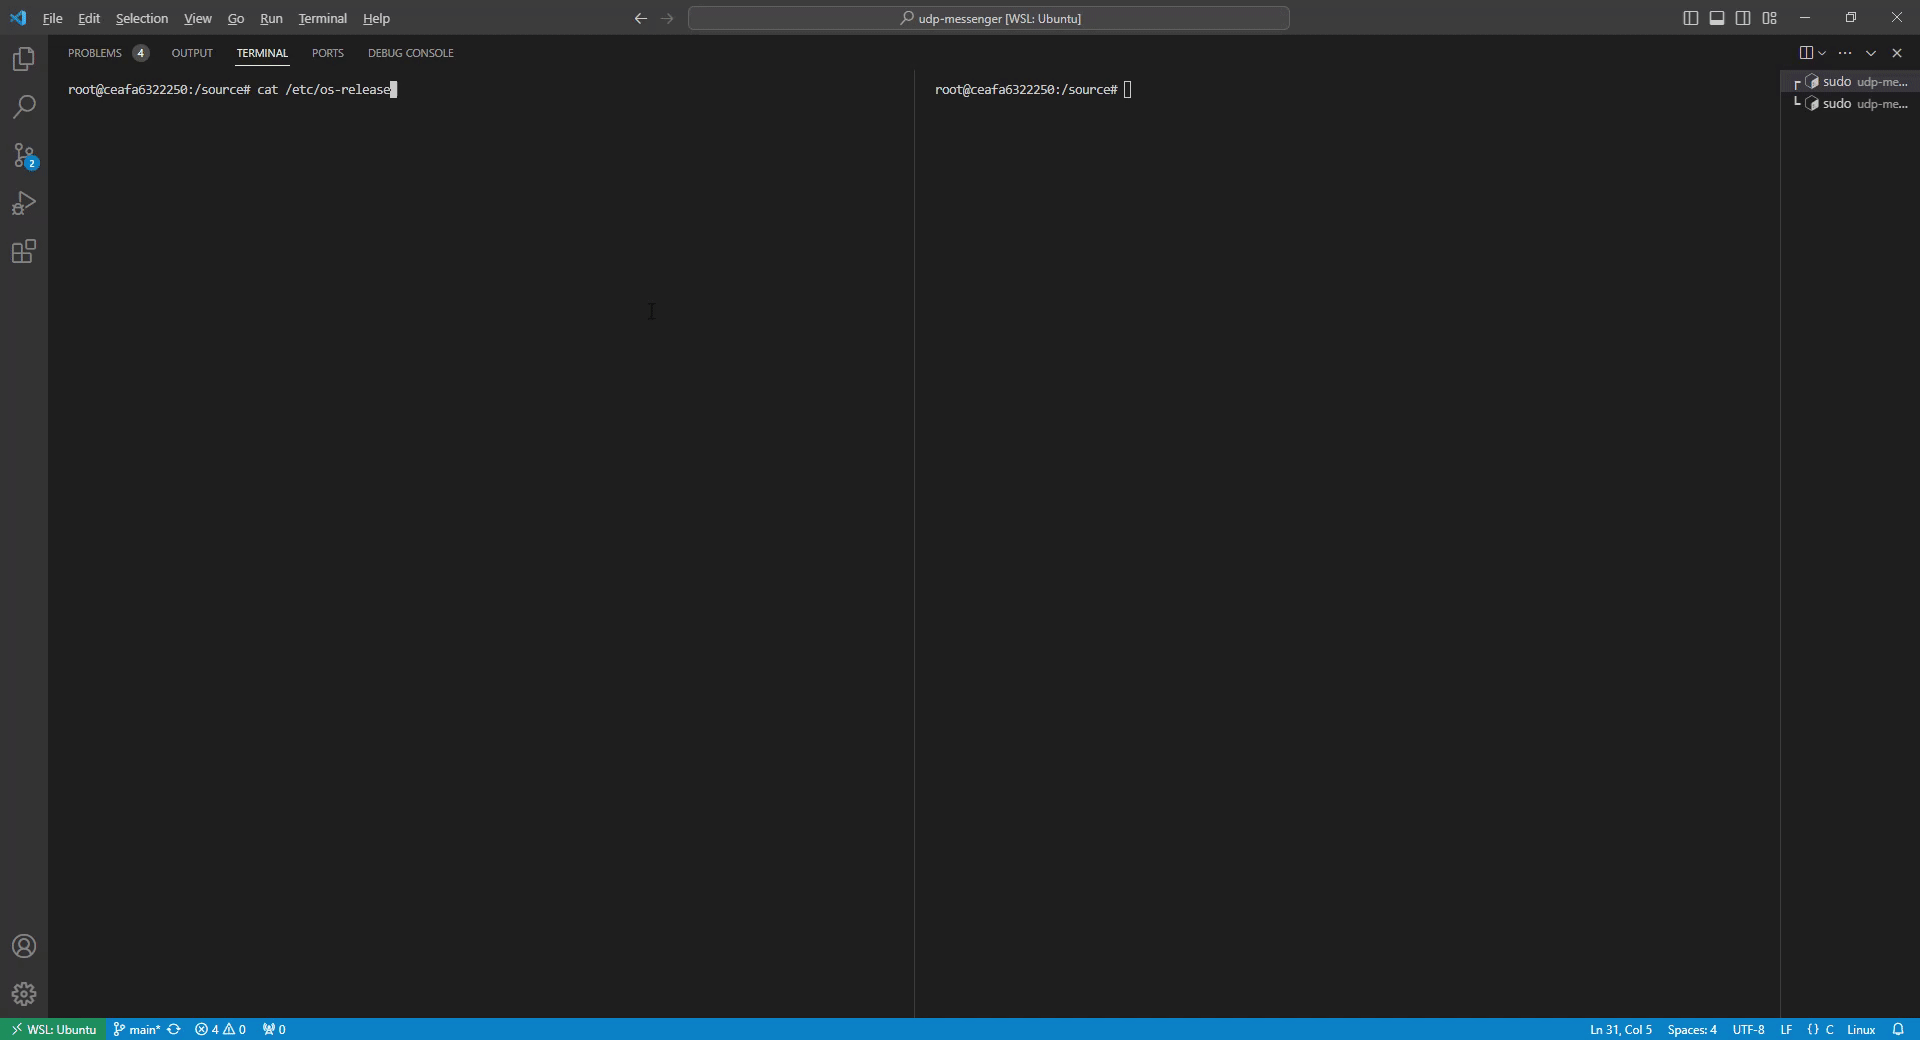 File Edit Selection View Go Run Terminal Help
udp-messenger [WSL: Ubuntu]
PROBLEMS 4 OUTPUT TERMINAL PORTS DEBUG CONSOLE
root@ceafa6322250:/source# cat /etc/os-release
root@ceafa6322250:/source#
sudo udp-me...
sudo udp-me...
2
WSL: Ubuntu main* 4 0 0
Ln 31, Col 5 Spaces: 4 UTF-8 LF {} C Linux